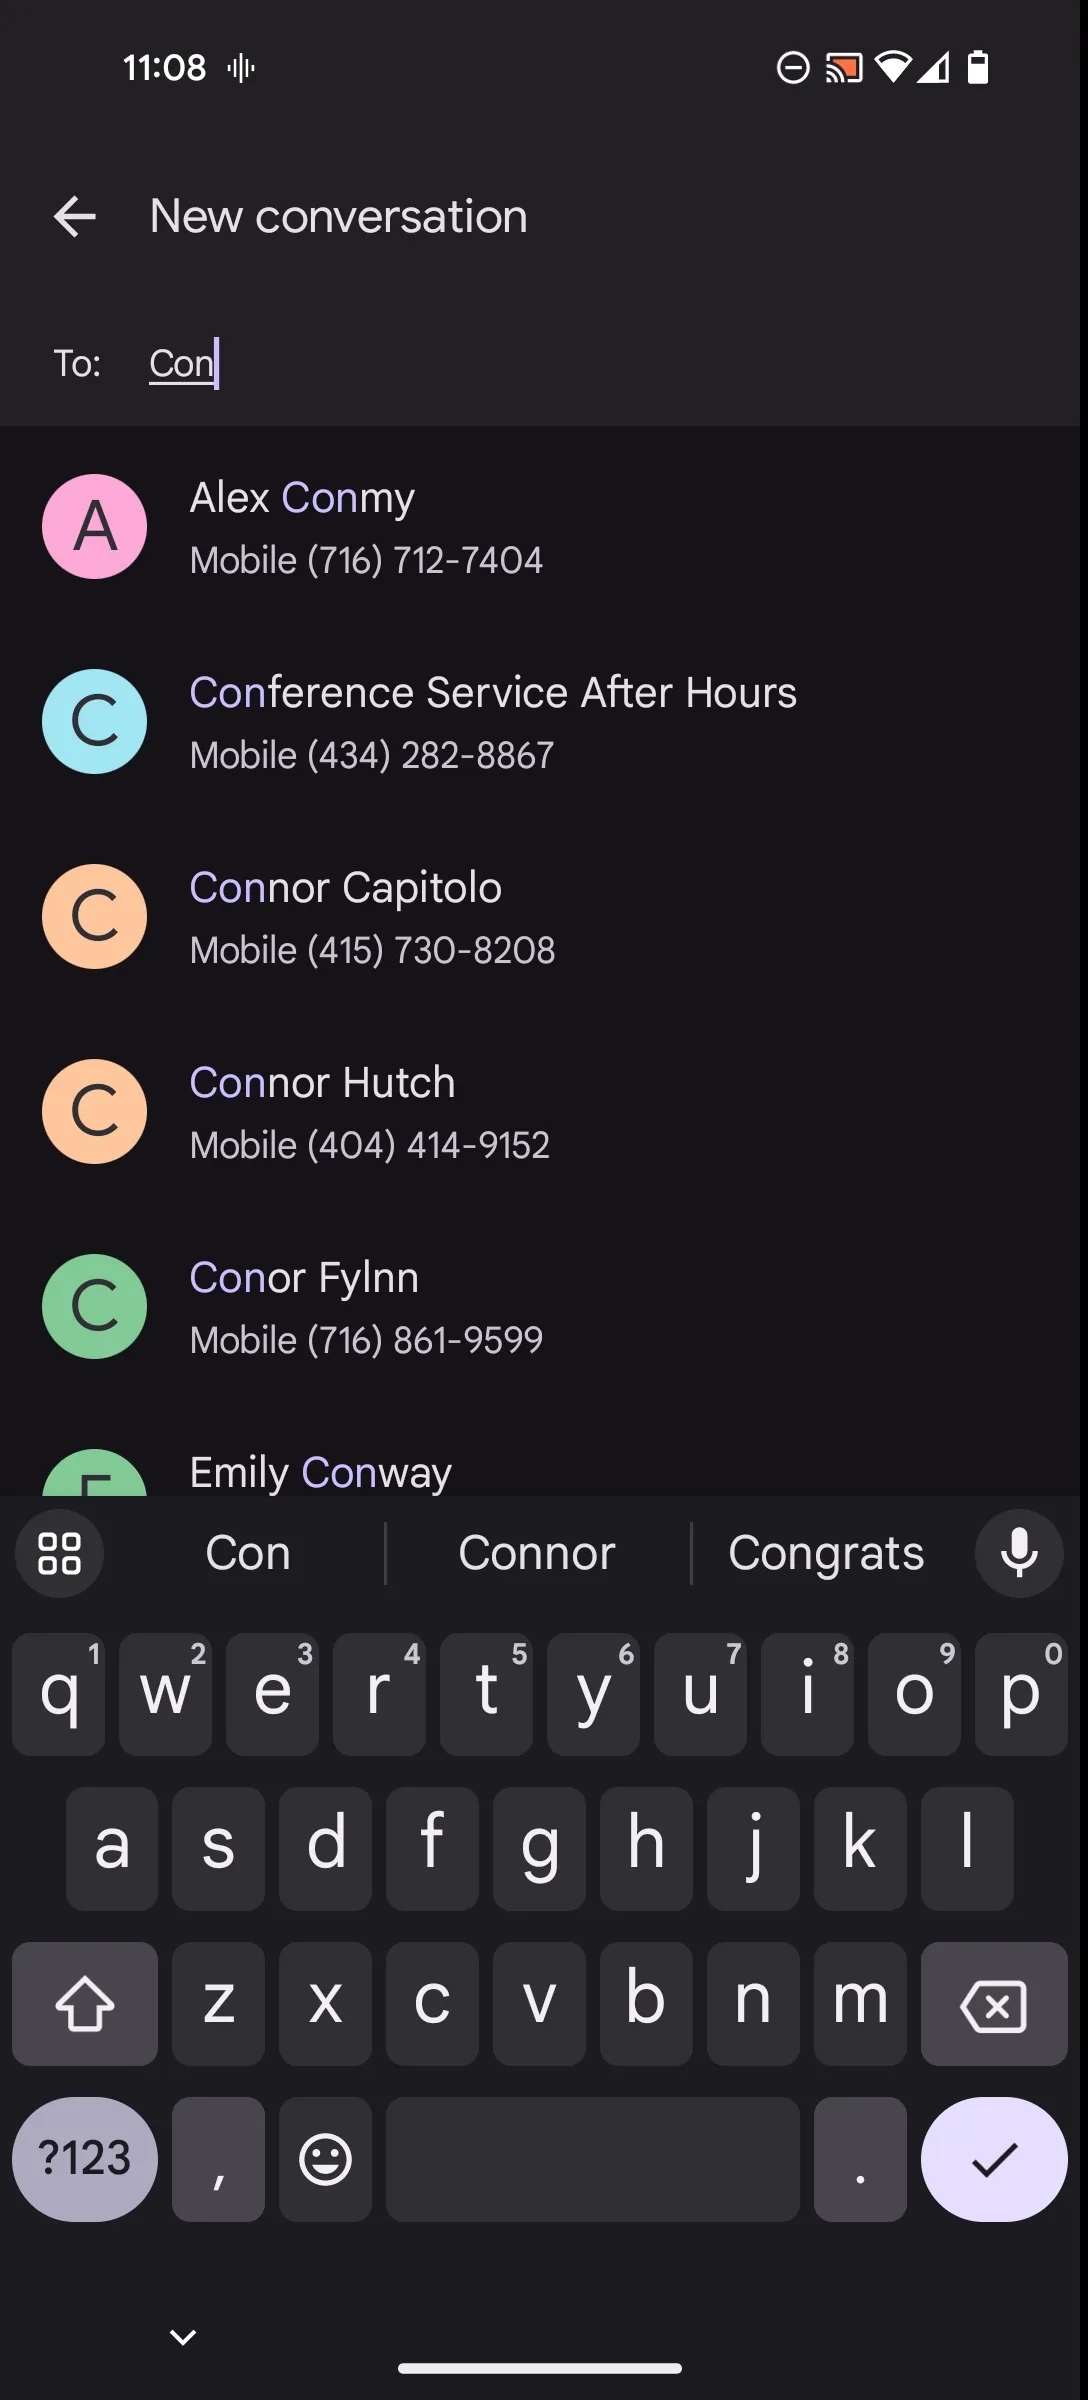 11:08
New conversation
To: Con
A
Alex Conmy
Mobile (716) 712-7404
C
Conference Service After Hours
Mobile (434) 282-8867
C
Connor Capitolo
Mobile (415) 730-8208
C
Connor Hutch
Mobile (404) 414-9152
C
Conor Fylnn
Mobile (716) 861-9599
E
Emily Conway
Con Connor Congrats
1 2 3 4 5 6 7 8 9 0
q w e r t y u i o p
a s d f g h j k l
z x c v b n m
?123 , .